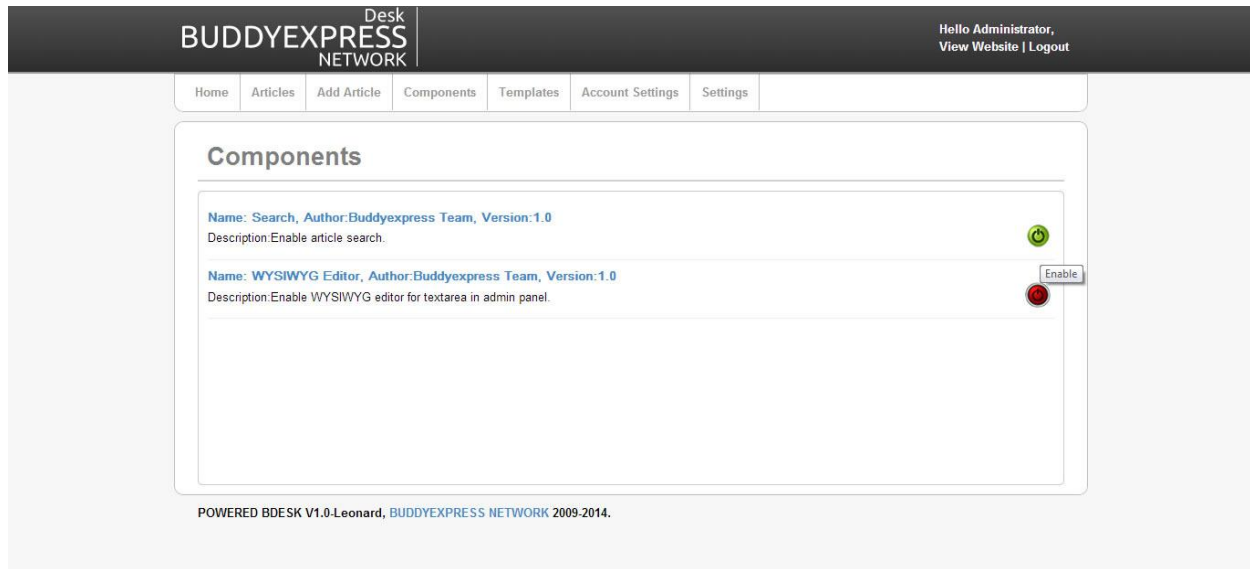 Desk
BUDDYEXPRESS
NETWORK
Hello Administrator,
View Website | Logout
Home Articles Add Article Components Templates Account Settings Settings
Components
Name: Search, Author:Buddyexpress Team, Version:1.0
Description:Enable article search.
Name: WYSIWYG Editor, Author:Buddyexpress Team, Version:1.0
Enable
Description:Enable WYSIWYG editor for textarea in admin panel.
POWERED BDESK V1.0-Leonard, BUDDYEXPRESS NETWORK 2009-2014.